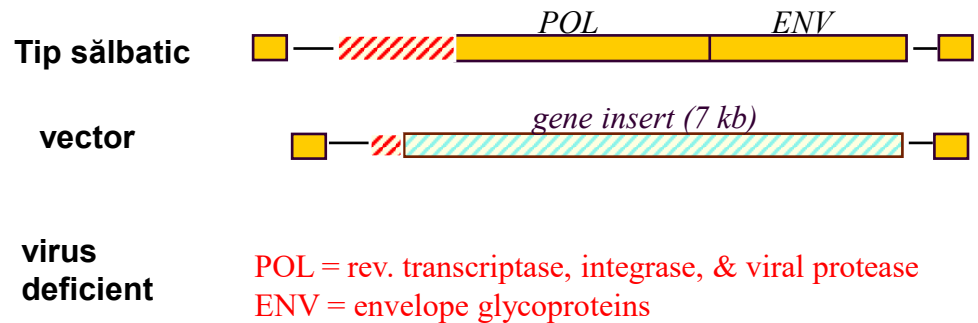 POL ENV
Tip sălbatic
gene insert (7 kb)
vector
virus
deficient
POL = rev. transcriptase, integrase, & viral protease
ENV = envelope glycoproteins